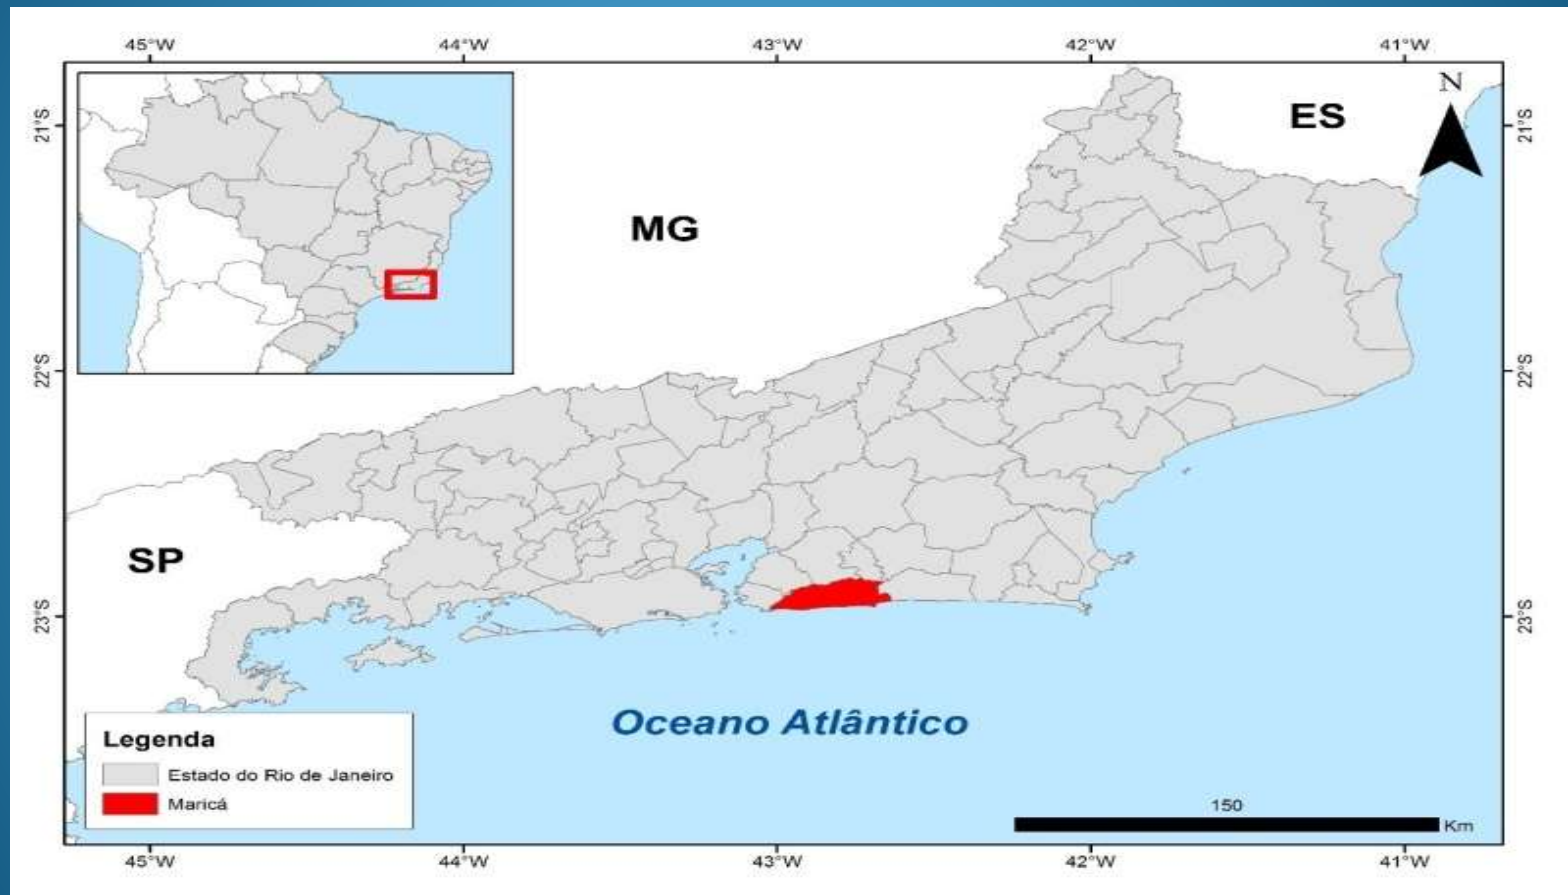 45°W 44°W 43°W 42°W 41°W
N
21°S ES 21°S
MG
22°S 22°S
SP
23°S 23°S
Oceano Atlântico
Legenda
Estado do Rio de Janeiro
Maricá
150
Km
45°W 44°W 43°W 42°W 41°W